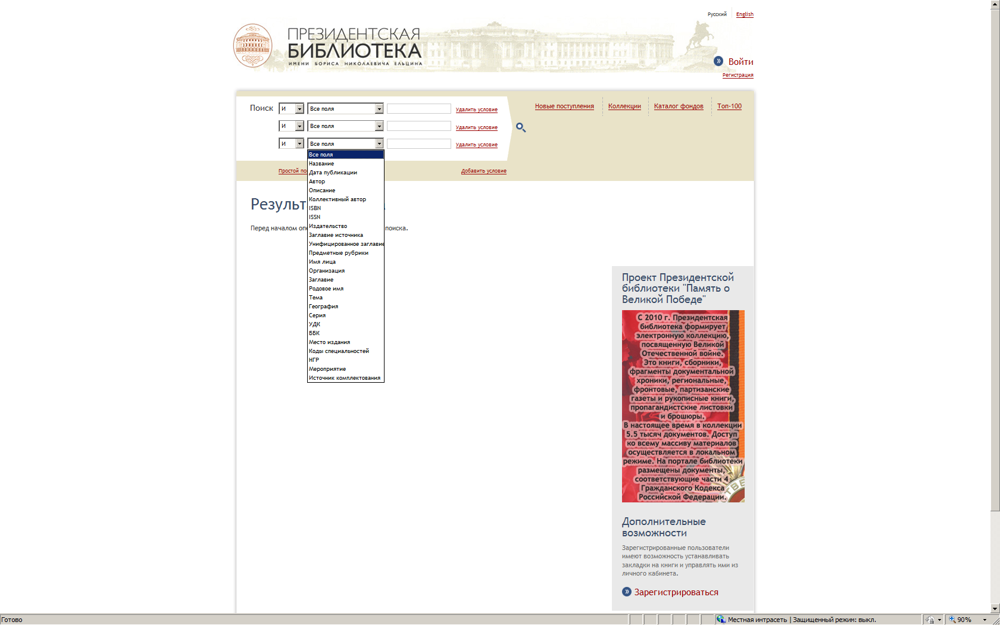 Русский English
ПРЕЗИДЕНТСКАЯ
БИБЛИОТЕКА
ИМЕНИ БОРИСА НИКОЛАЕВИЧА ЕЛЬЦИНА
Войти
Регистрация
Поиск И Все поля Удалить условие
И Все поля Удалить условие
И Все поля Удалить условие
Новые поступления Коллекции Каталог фондов Топ-100
Простой Добавить условие
Все поля
Название
Дата публикации
Автор
Описание
Коллективный автор
ISBN
ISSN
Издательство
Заглавие источника
Унифицированное заглавие
Предметные рубрики
Имя лица
Организация
Заглавие
Родовое имя
Тема
География
Серия
УДК
ББК
Место издания
Коды специальностей
НГР
Мероприятие
Источник комплектования
Перед началом поиска.
Проект Президентской
библиотеки "Память о
Великой Победе"
С 2010 г. Президентская
библиотека формирует
электронную коллекцию,
посвященную Великой
Отечественной войне.
Это книги, сборники,
фрагменты документальной
хроники, региональные,
фронтовые, партизанские
газеты и рукописные книги,
пропагандистские листовки
и брошюры.
В настоящее время в коллекции
5.5 тысяч документов. Доступ
ко всему массиву материалов
осуществляется в локальном
режиме. На портале библиотеки
размещены документы,
соответствующие части 4
Гражданского Кодекса
Российской Федерации.
Дополнительные
возможности
Зарегистрированные пользователи
имеют возможность устанавливать
закладки на книги и управлять ими из
личного кабинета.
Зарегистрироваться
Готово Местная интрасеть | Защищенный режим: выкл. 90%